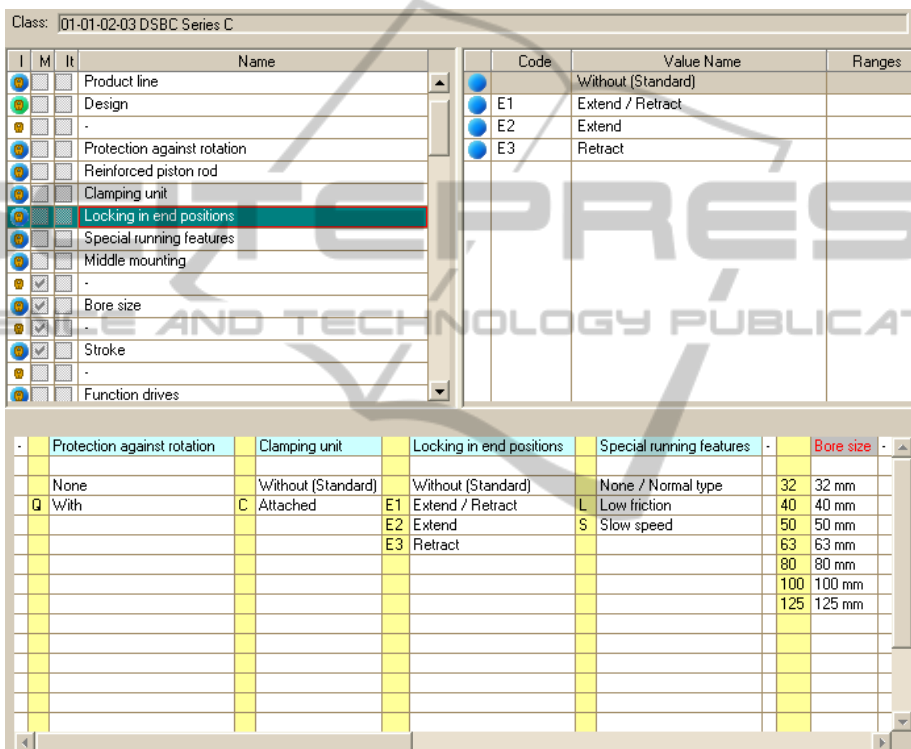 Class: 01-01-02-03 DSBC Series C
I M It Name
Product line
Design
-
Protection against rotation
Reinforced piston rod
Clamping unit
Locking in end positions
Special running features
Middle mounting
-
Bore size
-
Stroke
-
Function drives
Code Value Name Ranges
Without (Standard)
E1 Extend / Retract
E2 Extend
E3 Retract
- Protection against rotation Clamping unit Locking in end positions Special running features - Bore size -
None Without (Standard) Without (Standard) None / Normal type 32 32 mm
Q With C Attached E1 Extend / Retract L Low friction 40 40 mm
E2 Extend S Slow speed 50 50 mm
E3 Retract 63 63 mm
80 80 mm
100 100 mm
125 125 mm